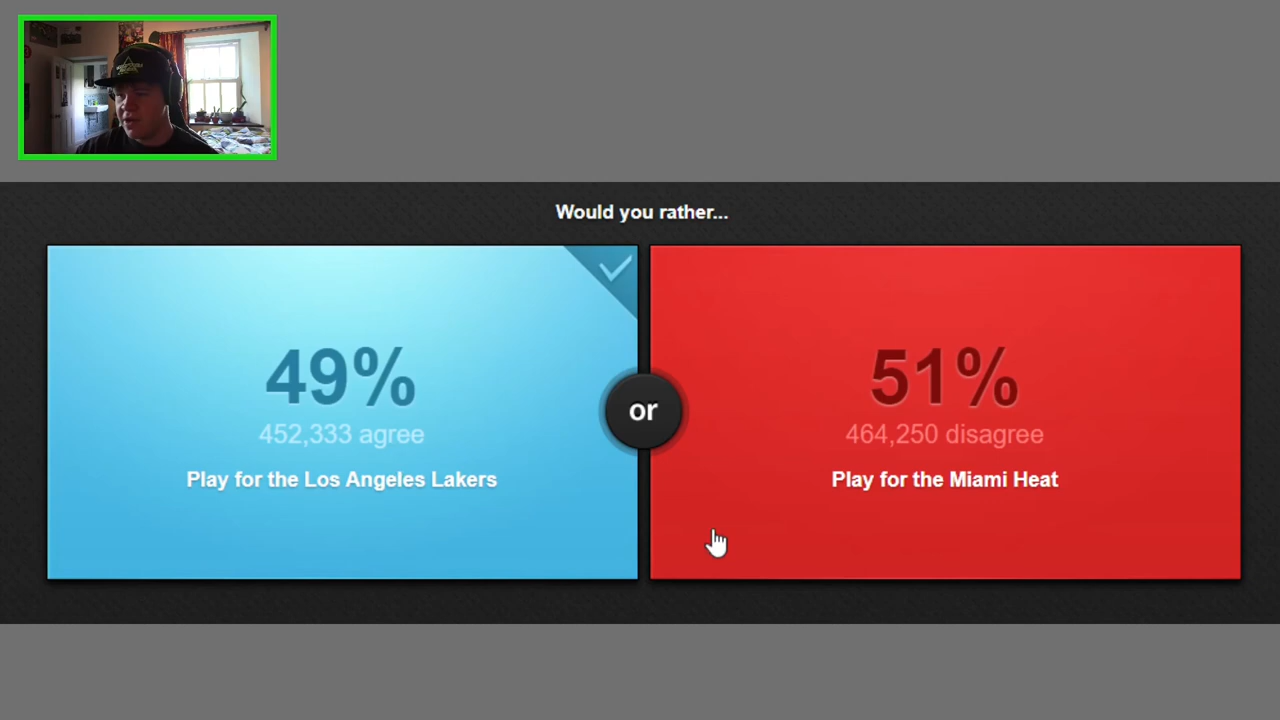 Would you rather...
49%
452,333 agree
Play for the Los Angeles Lakers
or
51%
464,250 disagree
Play for the Miami Heat